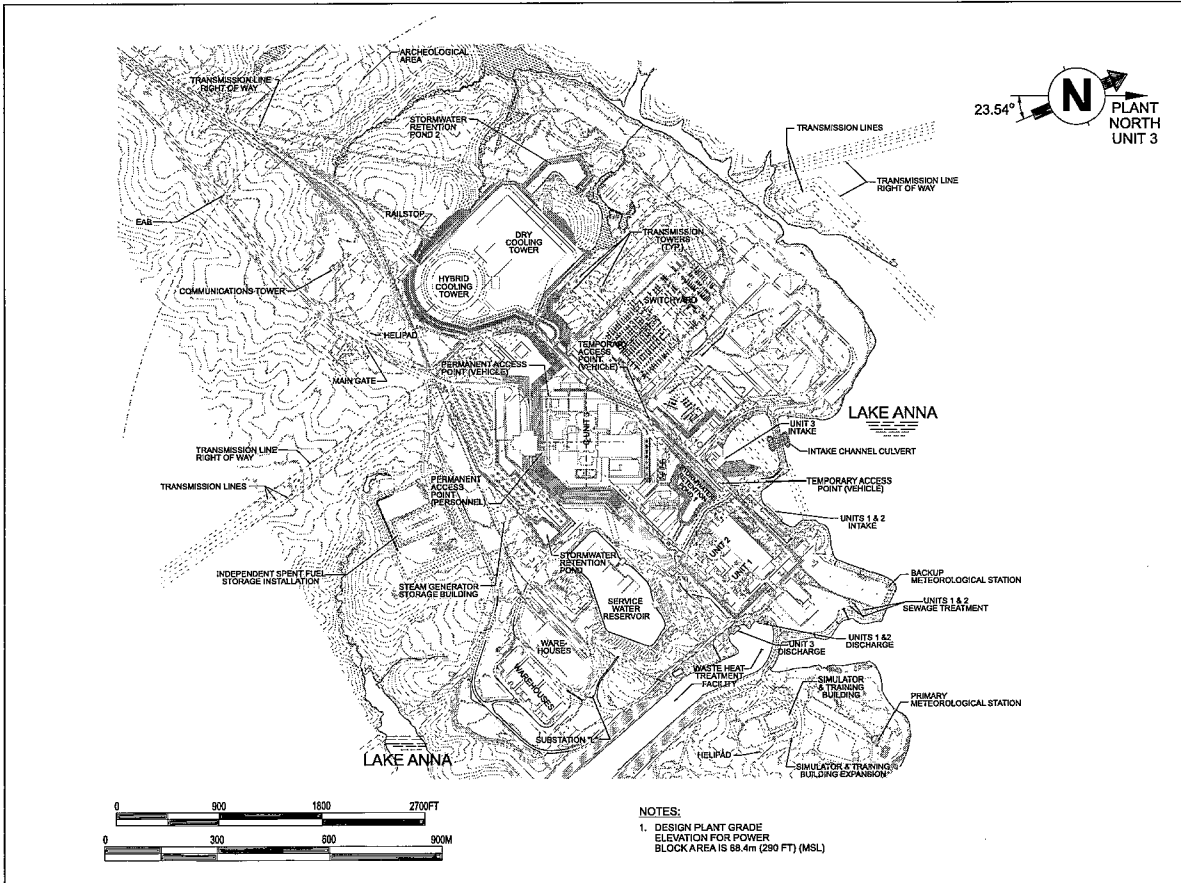 ARCHEOLOGICAL
AREA
TRANSMISSION LINE
RIGHT OF WAY
STORMWATER
RETENTION
POND 2
23.54°
N
PLANT
NORTH
UNIT 3
TRANSMISSION LINES
TRANSMISSION LINE
RIGHT OF WAY
EAB
RAILSTOP
DRY
COOLING
TOWER
TRANSMISSION
TOWERS
(TYP.)
HYBRID
COOLING
TOWER
COMMUNICATIONS TOWER
SWITCHYARD
HELIPAD
TEMPORARY
ACCESS
POINT
(VEHICLE)
PERMANENT ACCESS
POINT (VEHICLE)
MAIN GATE
LAKE ANNA
UNIT 3
UNIT 3
INTAKE
INTAKE CHANNEL CULVERT
TRANSMISSION LINE
RIGHT OF WAY
TRANSMISSION LINES
PERMANENT
ACCESS
POINT
(PERSONNEL)
TEMPORARY ACCESS
POINT (VEHICLE)
UNITS 1 & 2
INTAKE
UNIT 2
UNIT 1
INDEPENDENT SPENT FUEL
STORAGE INSTALLATION
STEAM GENERATOR
STORAGE BUILDING
STORMWATER
RETENTION
POND
SERVICE
WATER
RESERVOIR
BACKUP
METEOROLOGICAL STATION
UNITS 1 & 2
SEWAGE TREATMENT
UNITS 1 &2
DISCHARGE
UNIT 3
DISCHARGE
WARE-
HOUSES
WAREHOUSES
WASTE HEAT
TREATMENT
FACILITY
SIMULATOR
& TRAINING
BUILDING
PRIMARY
METEOROLOGICAL STATION
SUBSTATION "L"
HELIPAD
SIMULATOR & TRAINING
BUILDING EXPANSION
LAKE ANNA
0 900 1800 2700FT
0 300 600 900M
NOTES:
1. DESIGN PLANT GRADE
ELEVATION FOR POWER
BLOCK AREA IS 88.4m (290 FT) (MSL)